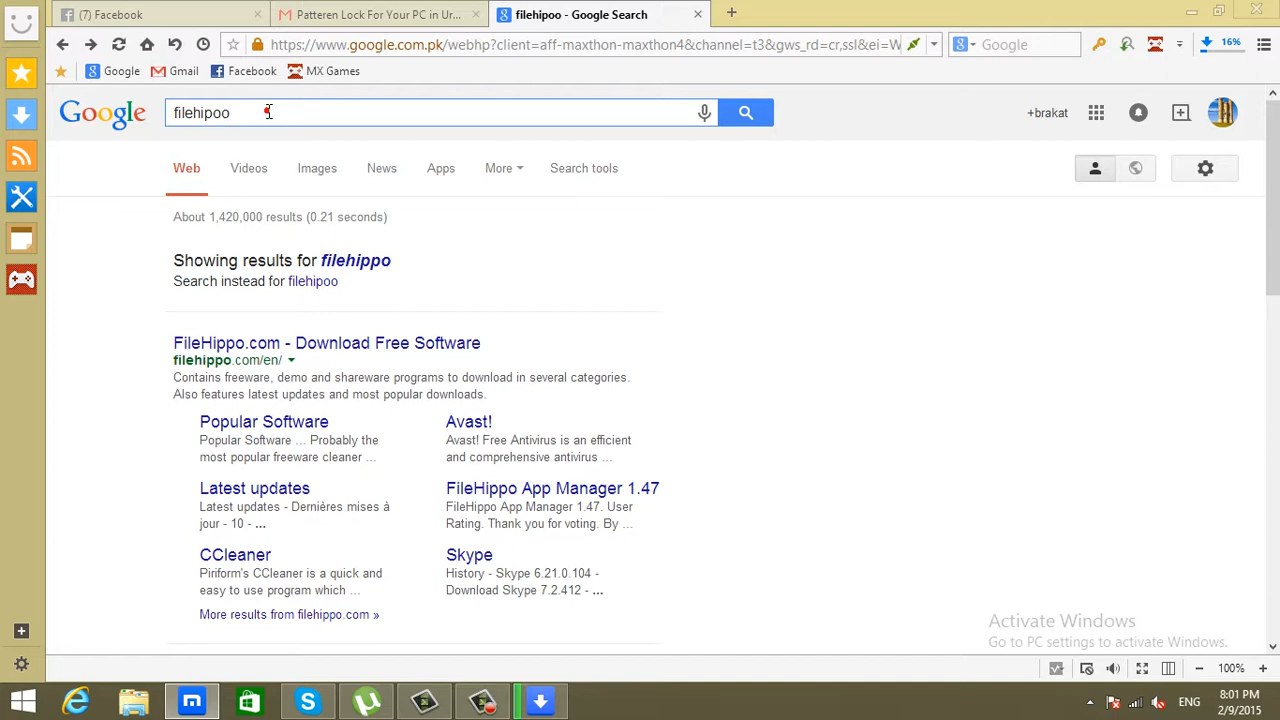 (7) Facebook
Patteren Lock For Your PC in Ur...
filehipoo - Google Search
https://www.google.com.pk/webhp?client=aff-maxthon-maxthon4&channel=t3&gws_rd=cr,ssl&ei=W
Google
16%
Google
Gmail
Facebook
MX Games
Google
filehipoo
+brakat
Web
Videos
Images
News
Apps
More
Search tools
About 1,420,000 results (0.21 seconds)
Showing results for filehippo
Search instead for filehipoo
FileHippo.com - Download Free Software
filehippo.com/en/
Contains freeware, demo and shareware programs to download in several categories.
Also features latest updates and most popular downloads.
Popular Software
Popular Software ... Probably the
most popular freeware cleaner ...
Avast!
Avast! Free Antivirus is an efficient
and comprehensive antivirus ...
Latest updates
Latest updates - Dernières mises à
jour - 10 - ...
FileHippo App Manager 1.47
FileHippo App Manager 1.47. User
Rating. Thank you for voting. By ...
CCleaner
Piriform's CCleaner is a quick and
easy to use program which ...
Skype
History - Skype 6.21.0.104 -
Download Skype 7.2.412 - ...
More results from filehippo.com »
Activate Windows
Go to PC settings to activate Windows.
100%
ENG
8:01 PM
2/9/2015